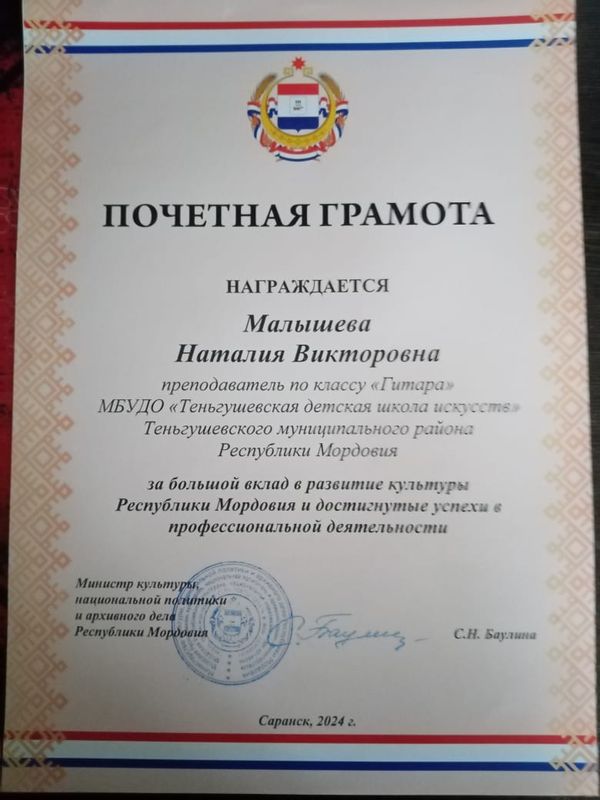 ПОЧЕТНАЯ ГРАМОТА
НАГРАЖДАЕТСЯ
Малышева
Наталия Викторовна
преподаватель по классу «Гитара»
МБУДО «Теньгушевская детская школа искусств»
Теньгушевского муниципального района
Республики Мордовия
за большой вклад в развитие культуры
Республики Мордовия и достигнутые успехи в
профессиональной деятельности
Министр культуры,
национальной политики
и архивного дела
Республики Мордовия
С.Н. Баулина
Саранск, 2024 г.